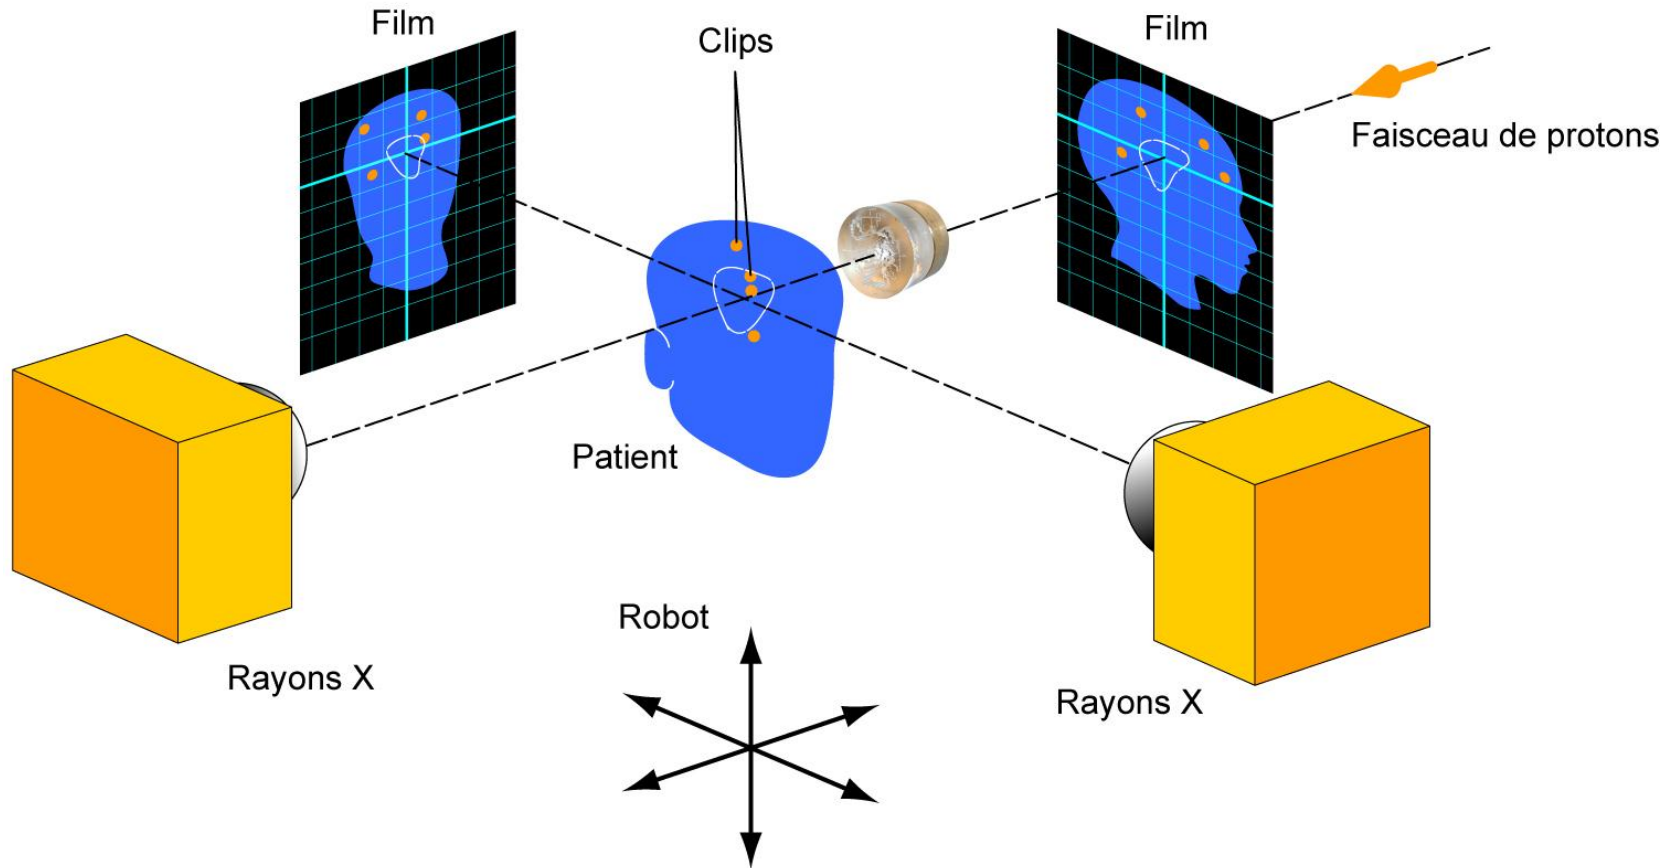 Film
Clips
Film
Faisceau de protons
Patient
Robot
Rayons X
Rayons X